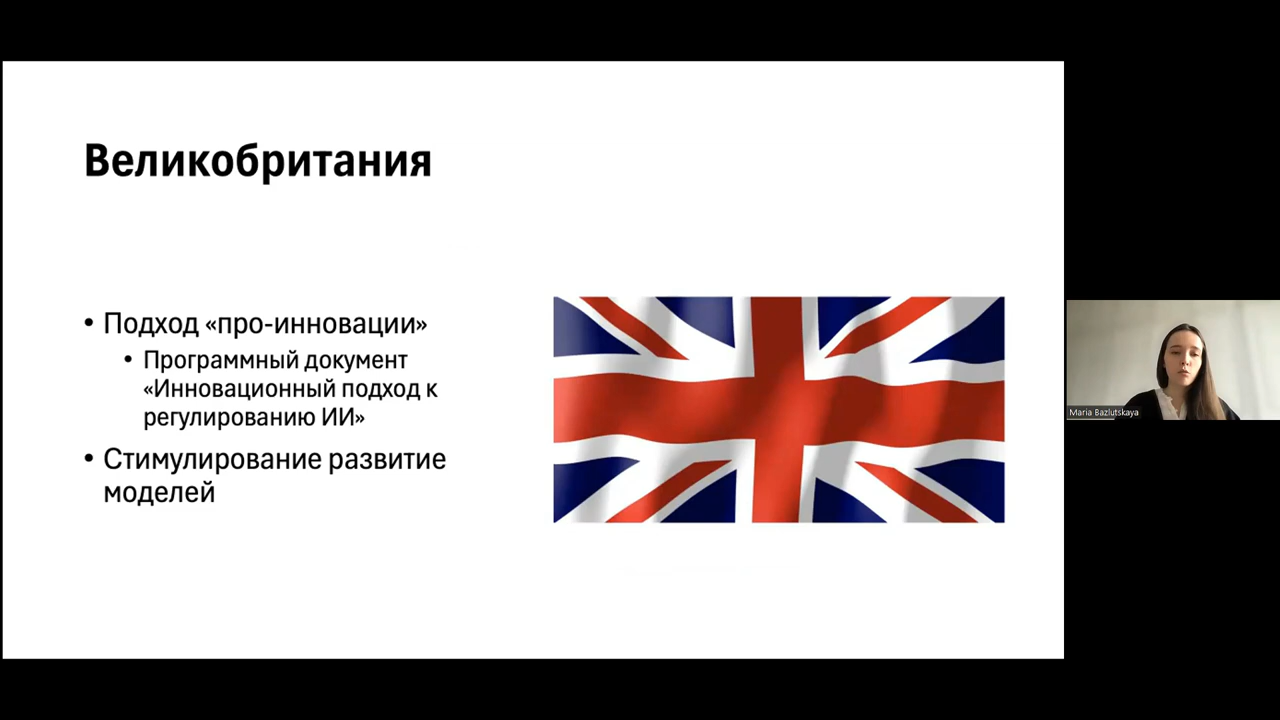 Великобритания
• Подход «про-инновации»
• Программный документ
«Инновационный подход к
регулированию ИИ»
• Стимулирование развитие
моделей
Maria Bazlutskaya